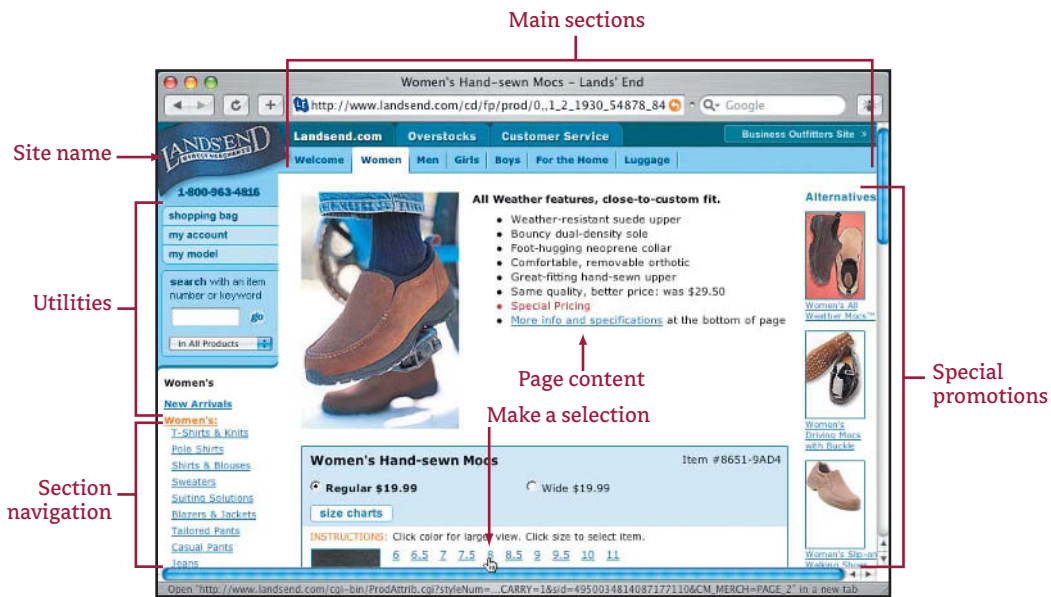 Main sections
Women's Hand-sewn Mocs – Lands' End
http://www.landsend.com/cd/fp/prod/0,,1_2_1930_54878_84
Google
Site name
LANDS' END
DIRECT MERCHANTS
Landsend.com Overstocks Customer Service Business Outfitters Site »
Welcome Women Men Girls Boys For the Home Luggage
1-800-963-4816
shopping bag
my account
my model
Utilities
search with an item
number or keyword
go
In All Products
Women's
New Arrivals
Section
navigation
Women's:
T-Shirts & Knits
Polo Shirts
Shirts & Blouses
Sweaters
Suiting Solutions
Blazers & Jackets
Tailored Pants
Casual Pants
Jeans
All Weather features, close-to-custom fit.
• Weather-resistant suede upper
• Bouncy dual-density sole
• Foot-hugging neoprene collar
• Comfortable, removable orthotic
• Great-fitting hand-sewn upper
• Same quality, better price: was $29.50
• Special Pricing
• More info and specifications at the bottom of page
Page content
Make a selection
Women's Hand-sewn Mocs Item #8651-9AD4
Regular $19.99 Wide $19.99
size charts
INSTRUCTIONS: Click color for larger view. Click size to select item.
6 6.5 7 7.5 8 8.5 9 9.5 10 11
Alternatives
Women's All
Weather Mocs™
Women's
Driving Mocs
with Buckle
Women's Slip-on
Walking Shoes
Special
promotions
Open "http://www.landsend.com/cgi-bin/ProdAttrib.cgi?styleNum=...CARRY=1&sid=4950034814087177110&CM_MERCH=PAGE_2" in a new tab